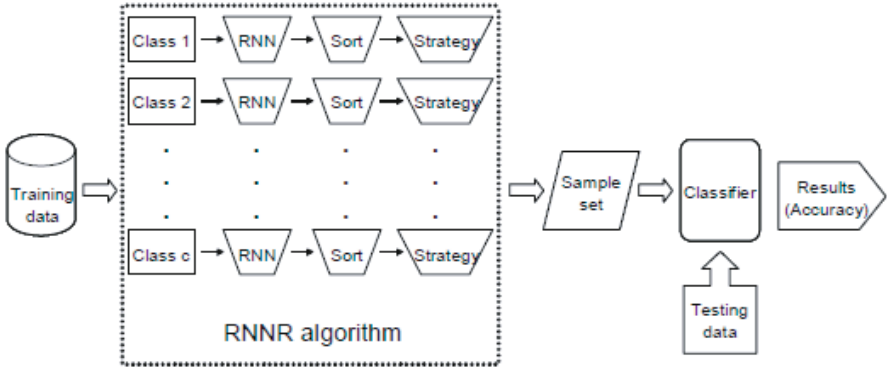 Class 1
RNN
Sort
Strategy
Class 2
RNN
Sort
Strategy
Training
data
Class c
RNN
Sort
Strategy
RNNR algorithm
Sample
set
Classifier
Results
(Accuracy)
Testing
data